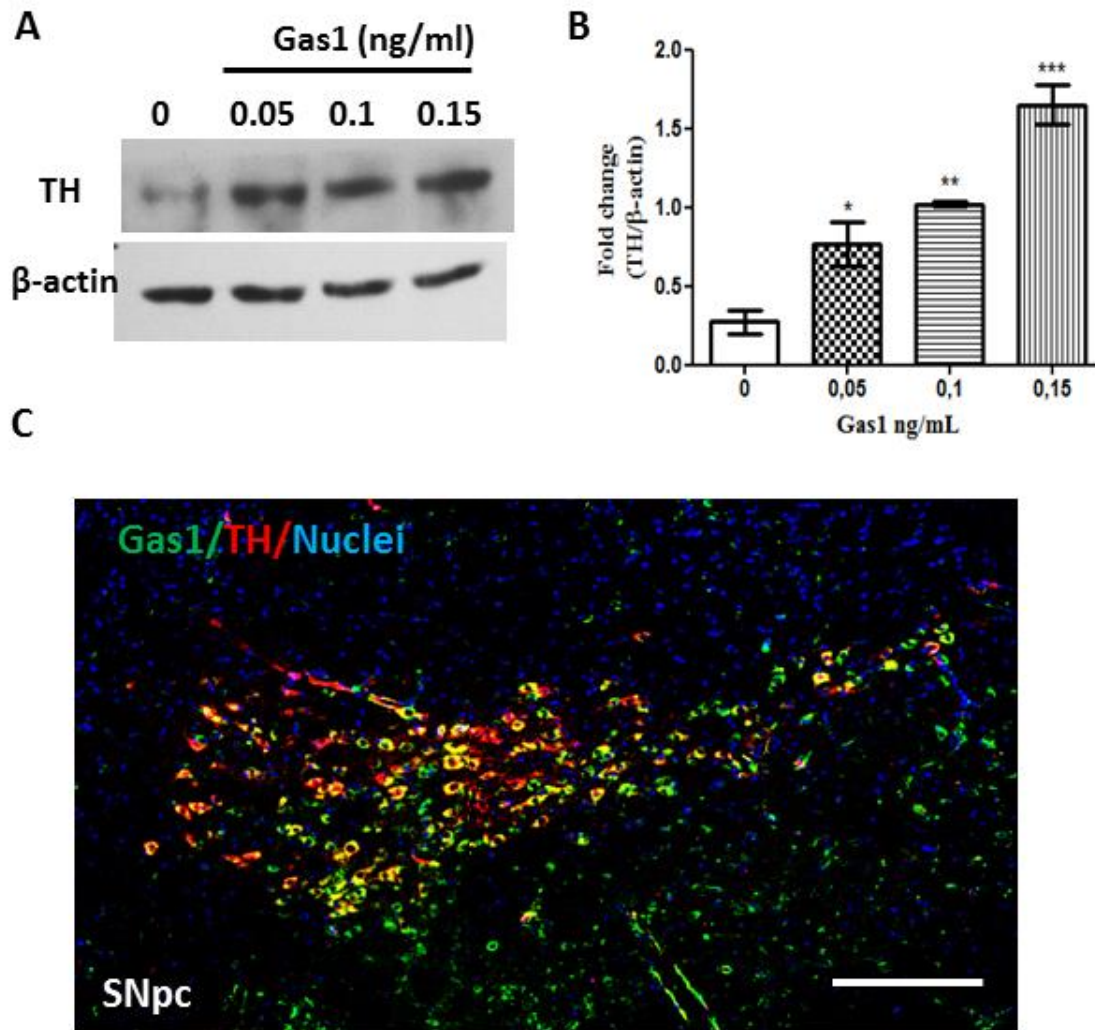 A
Gas1 (ng/ml)
0 0.05 0.1 0.15
TH
β-actin
B
Fold change
(TH/β-actin)
2.0
1.5
1.0
0.5
0.0
*
**
***
0 0,05 0,1 0,15
Gas1 ng/mL
C
Gas1/TH/Nuclei
SNpc